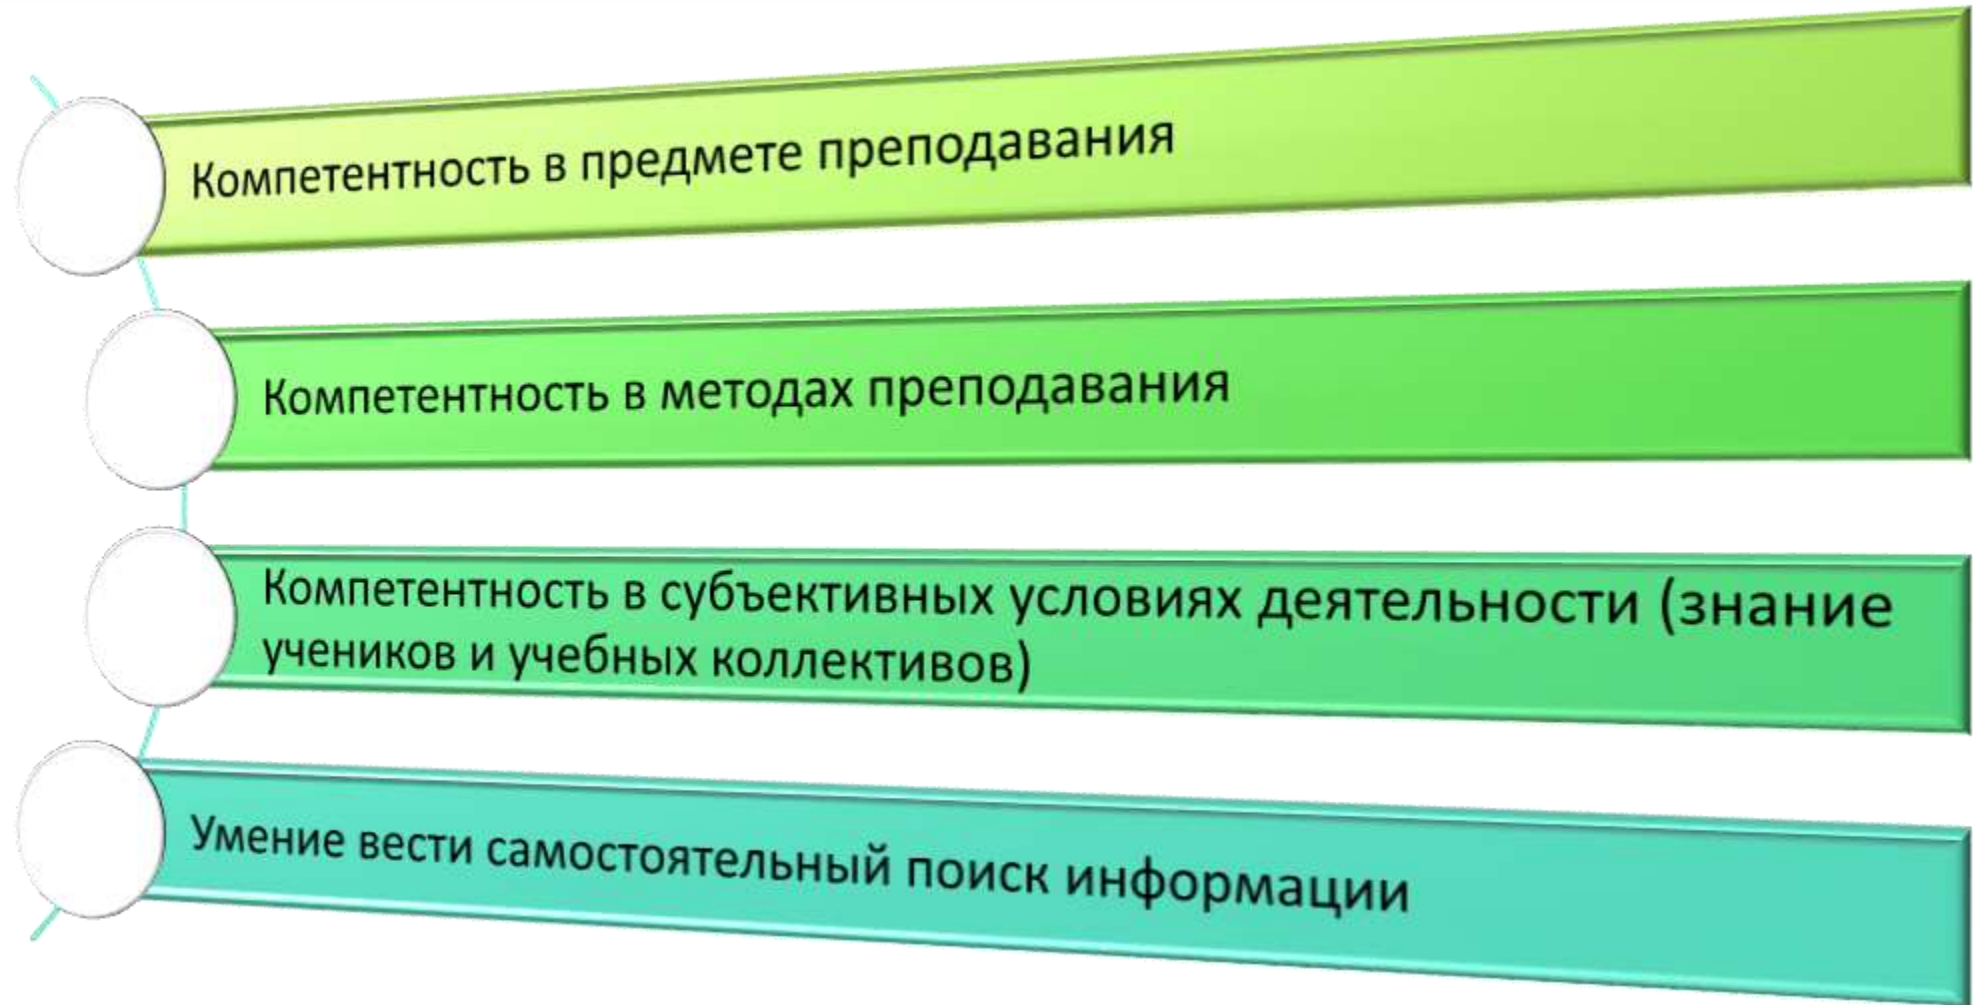 Компетентность в предмете преподавания
Компетентность в методах преподавания
Компетентность в субъективных условиях деятельности (знание
учеников и учебных коллективов)
Умение вести самостоятельный поиск информации